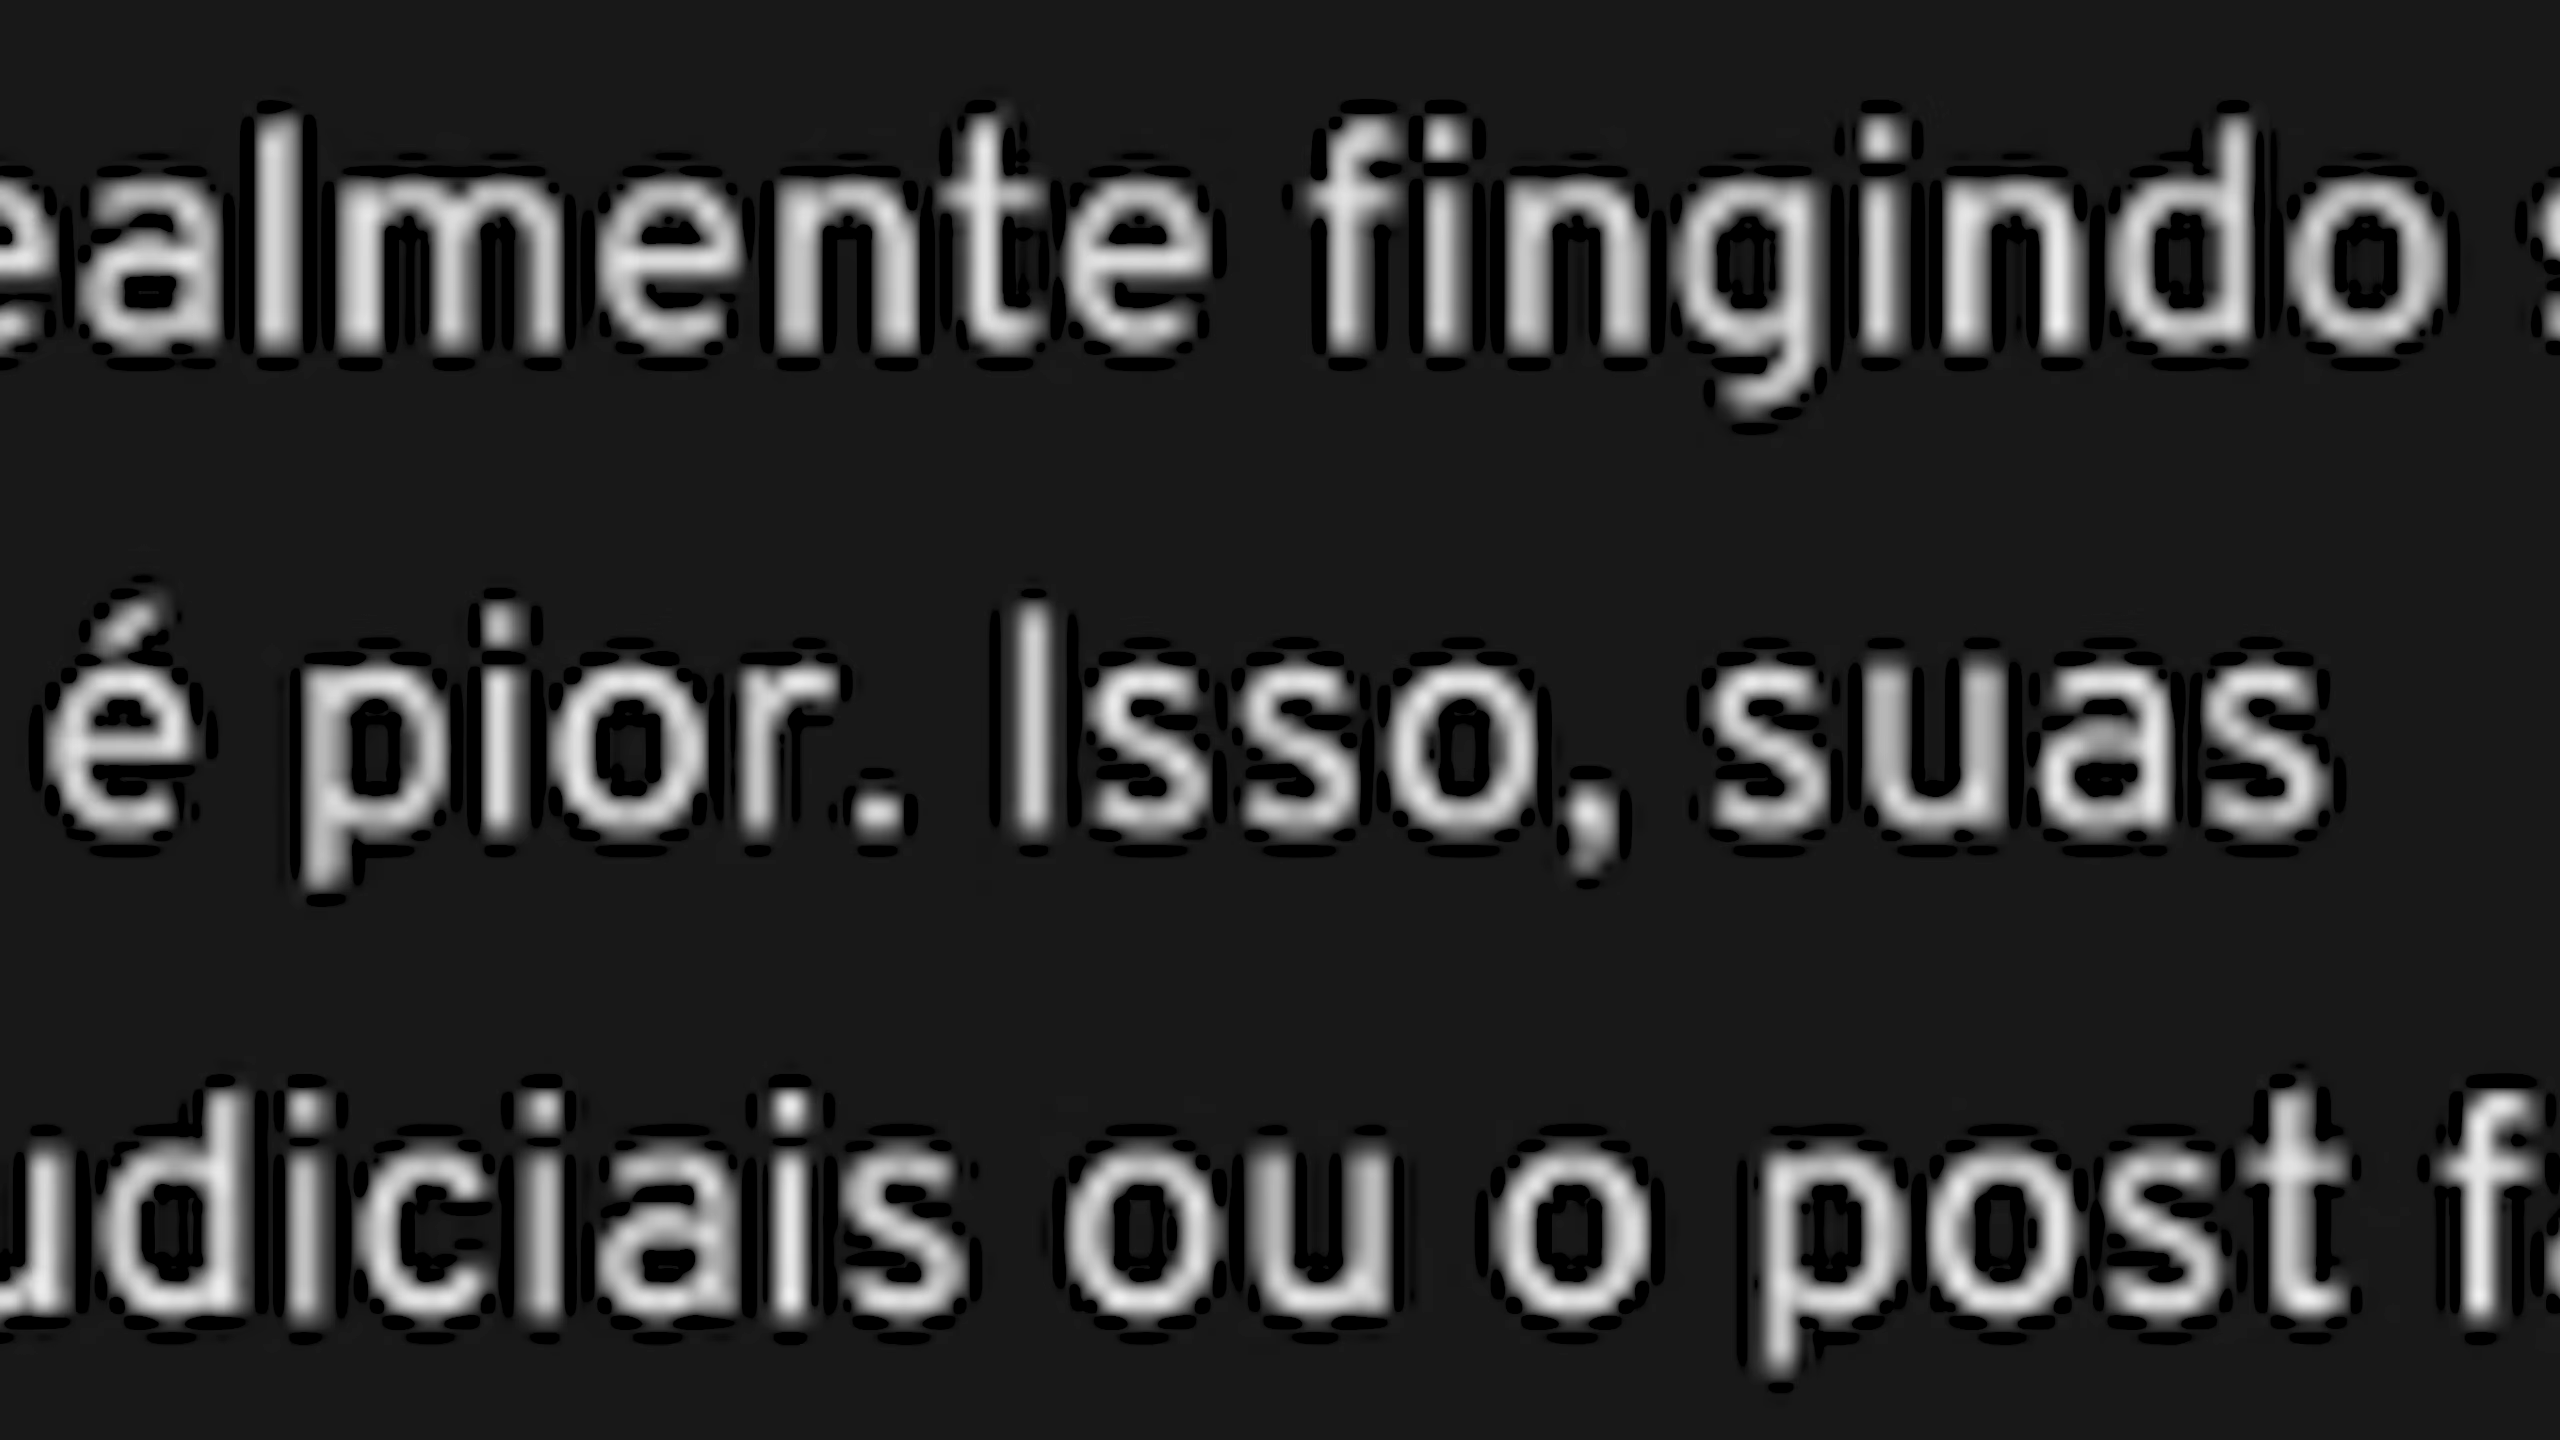 ealmente fingindo s
é pior. Isso, suas
udiciais ou o post f